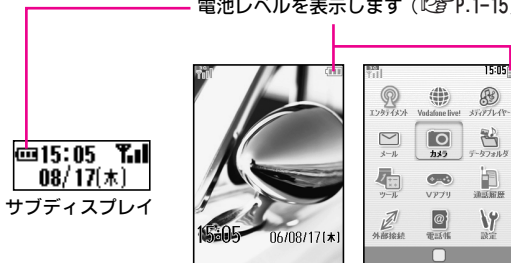 電池レベルを表示します（☞P.1-15
15:05
08/17(木)
サブディスプレイ
15:05 06/08/17(木)
15:05
エンタテイメント Vodafone live! メディアプレイヤー
メール カメラ データフォルダ
ツール Vアプリ 通話履歴
外部接続 電話帳 設定